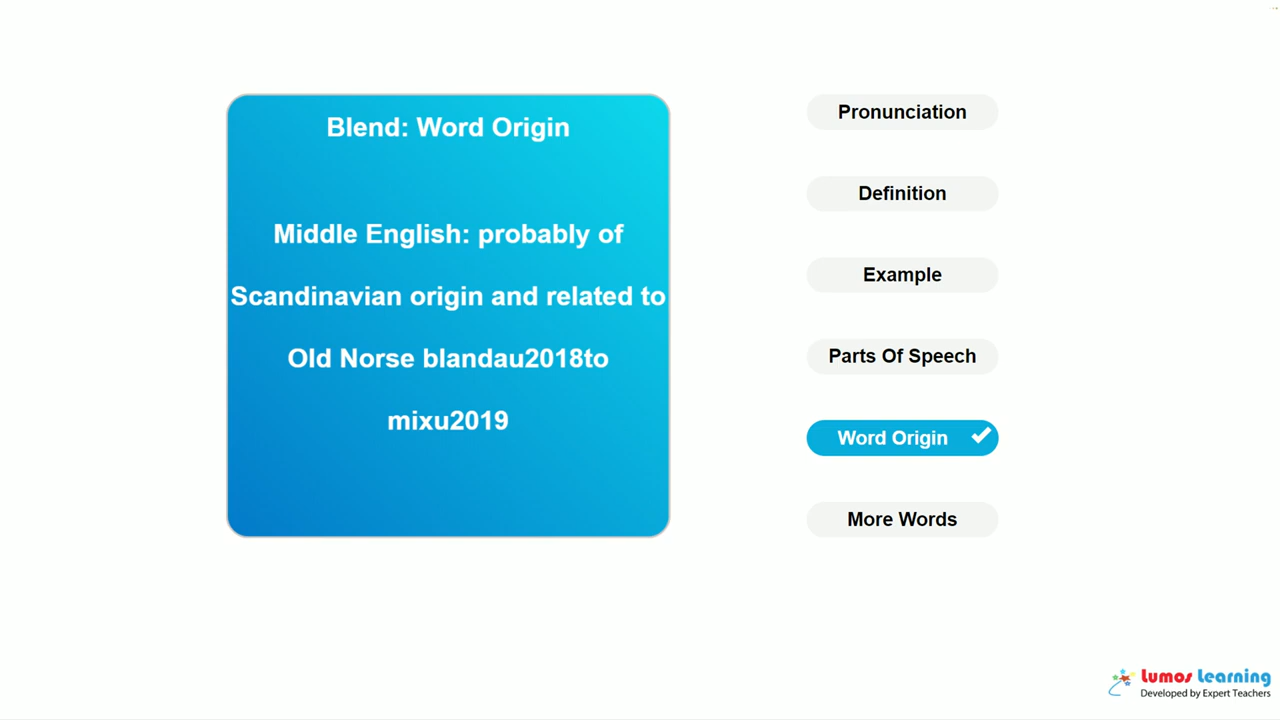 Blend: Word Origin
Middle English: probably of
Scandinavian origin and related to
Old Norse blandau2018to
mixu2019
Pronunciation
Definition
Example
Parts Of Speech
Word Origin
More Words
Lumos Learning
Developed by Expert Teachers